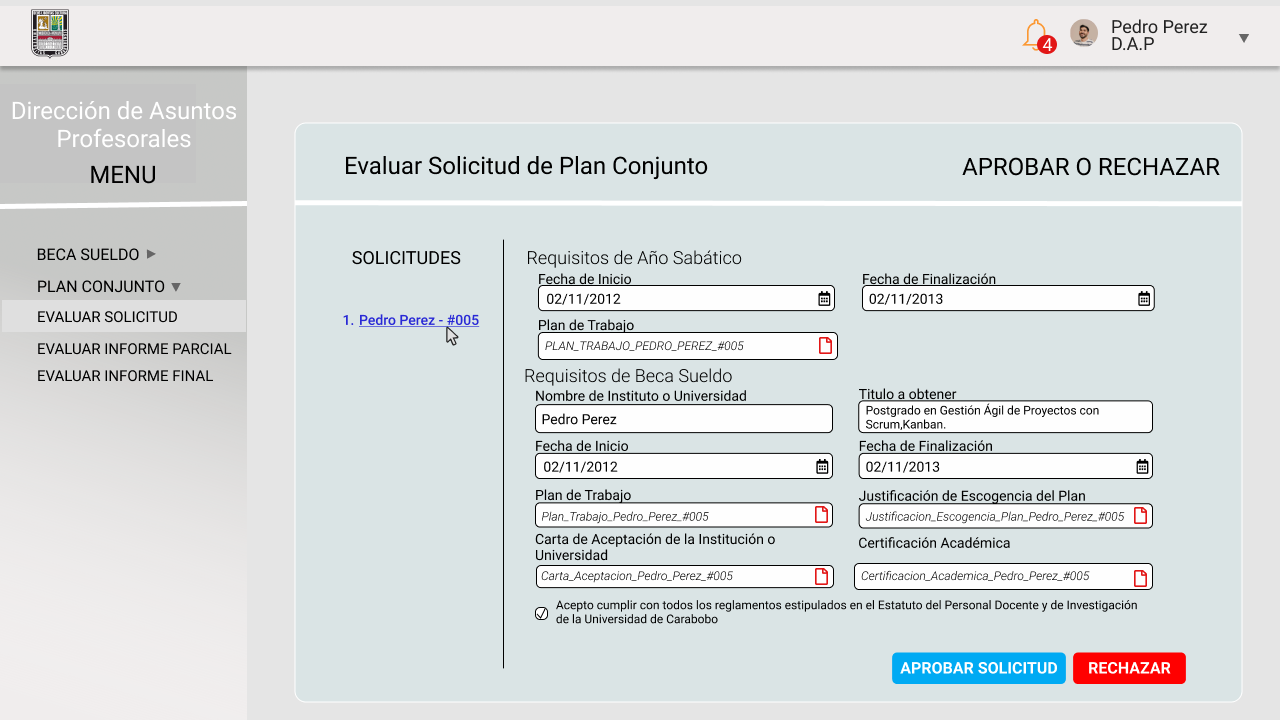 4
Pedro Perez
D.A.P
Dirección de Asuntos
Profesorales
MENU
BECA SUELDO
PLAN CONJUNTO
EVALUAR SOLICITUD
EVALUAR INFORME PARCIAL
EVALUAR INFORME FINAL
Evaluar Solicitud de Plan Conjunto
APROBAR O RECHAZAR
SOLICITUDES
1. Pedro Perez - #005
Requisitos de Año Sabático
Fecha de Inicio
02/11/2012
Fecha de Finalización
02/11/2013
Plan de Trabajo
PLAN_TRABAJO_PEDRO_PEREZ_#005
Requisitos de Beca Sueldo
Nombre de Instituto o Universidad
Pedro Perez
Titulo a obtener
Postgrado en Gestión Ágil de Proyectos con
Scrum,Kanban.
Fecha de Inicio
02/11/2012
Fecha de Finalización
02/11/2013
Plan de Trabajo
Plan_Trabajo_Pedro_Perez_#005
Justificación de Escogencia del Plan
Justificacion_Escogencia_Plan_Pedro_Perez_#005
Carta de Aceptación de la Institución o
Universidad
Carta_Aceptacion_Pedro_Perez_#005
Certificación Académica
Certificacion_Academica_Pedro_Perez_#005
Acepto cumplir con todos los reglamentos estipulados en el Estatuto del Personal Docente y de Investigación
de la Universidad de Carabobo
APROBAR SOLICITUD
RECHAZAR